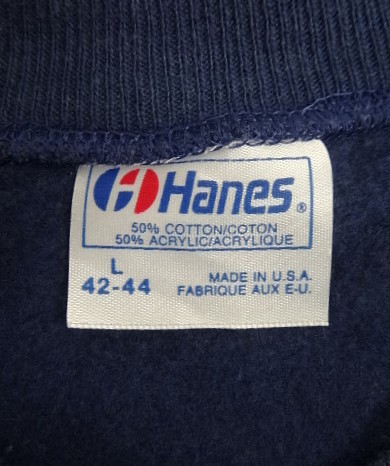 Hanes®
50% COTTON/COTON
50% ACRYLIC/ACRYLIQUE
L
42-44
MADE IN U.S.A.
FABRIQUE AUX E-U.